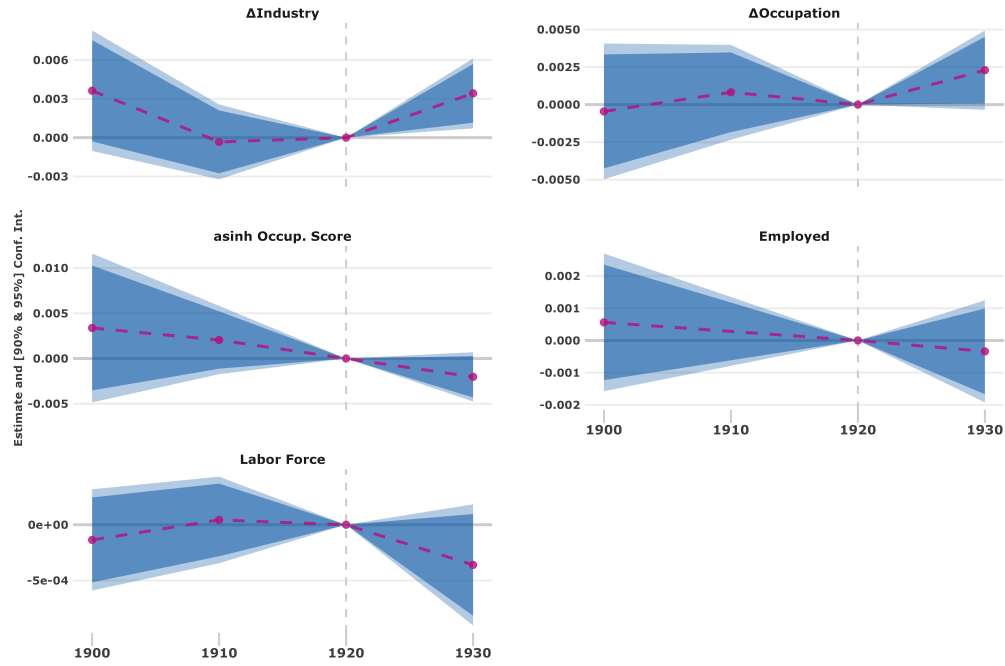 ΔIndustry
0.006
0.003
0.000
-0.003
ΔOccupation
0.0050
0.0025
0.0000
-0.0025
-0.0050
Estimate and [90% & 95%] Conf. Int.
asinh Occup. Score
0.010
0.005
0.000
-0.005
Employed
0.002
0.001
0.000
-0.001
-0.002
1900 1910 1920 1930
Labor Force
0e+00
-5e-04
1900 1910 1920 1930